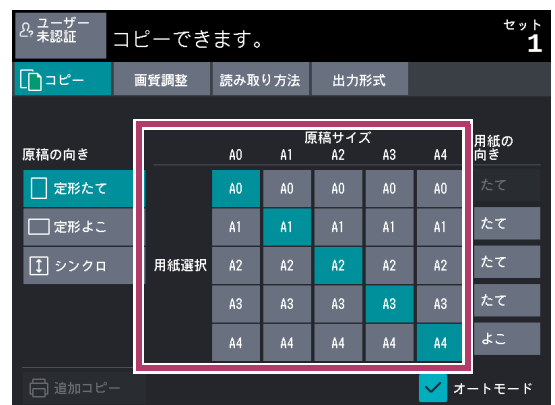 ユーザー
未認証
コピーできます。
セット
1
コピー 画質調整 読み取り方法 出力形式
原稿サイズ
用紙の
向き
原稿の向き
A0 A1 A2 A3 A4
定形たて A0 A0 A0 A0 A0 たて
定形よこ A1 A1 A1 A1 A1 たて
シンクロ 用紙選択 A2 A2 A2 A2 A2 たて
A3 A3 A3 A3 A3 たて
A4 A4 A4 A4 A4 よこ
追加コピー オートモード